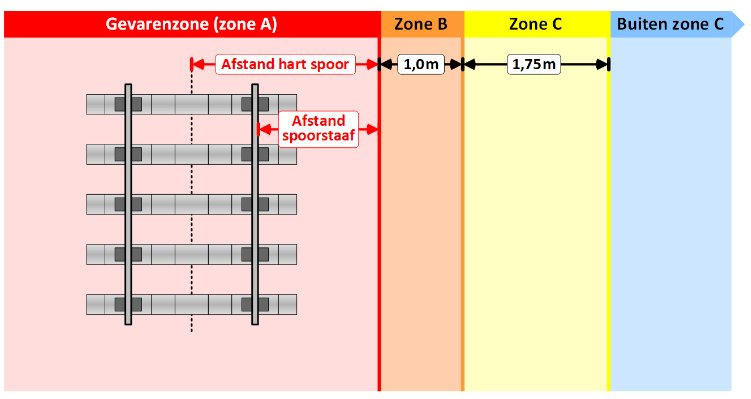 Gevarenzone (zone A)
Zone B
Zone C
Buiten zone C
Afstand hart spoor
1,0m
1,75m
Afstand
spoorstaaf